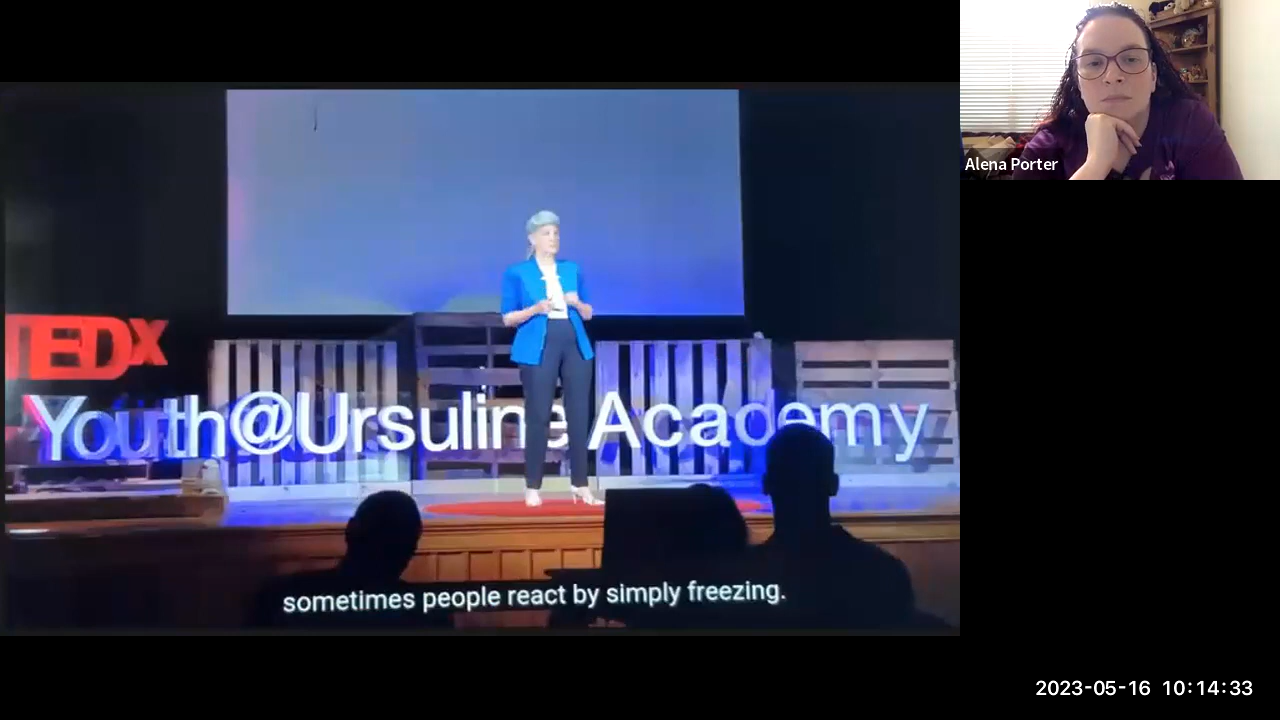 Alena Porter
TEDx
Youth@Ursuline Academy
sometimes people react by simply freezing.
2023-05-16 10:14:33